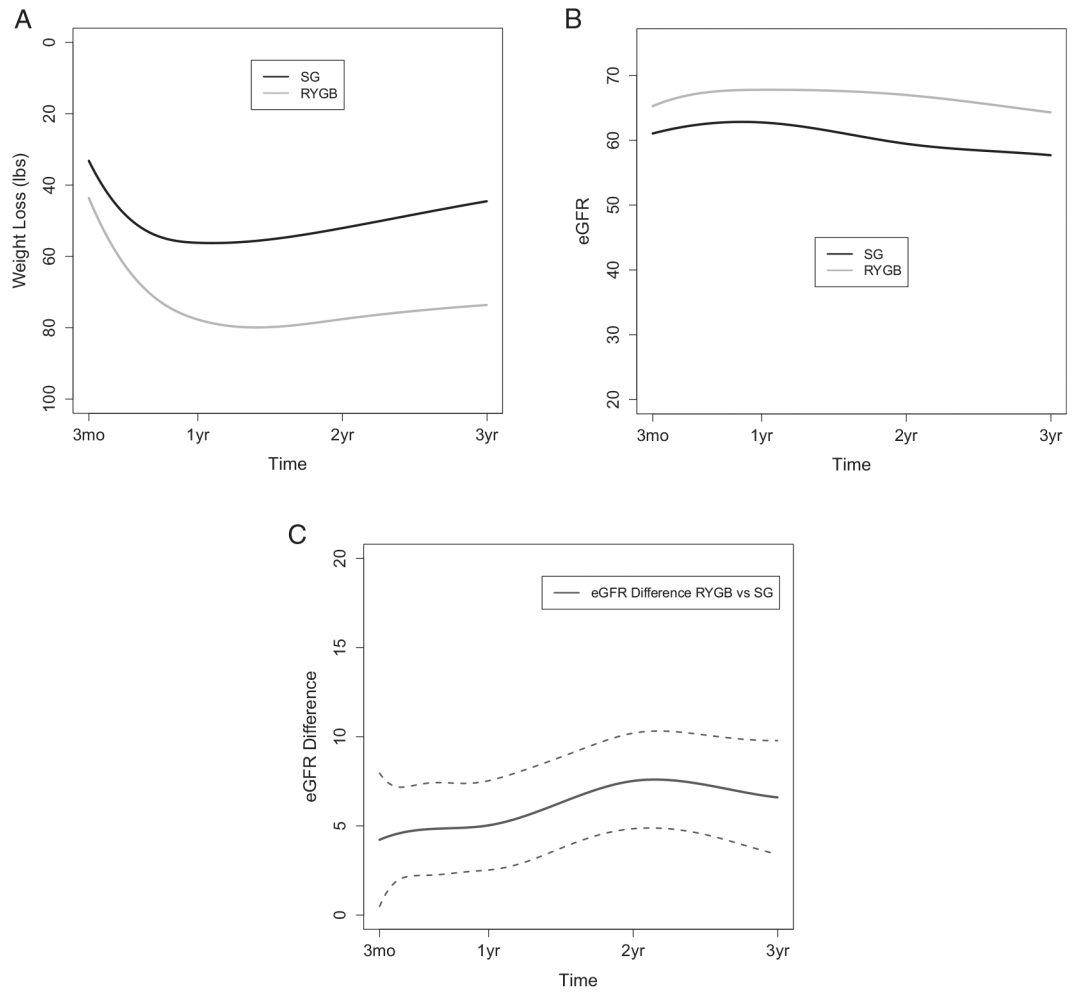 A
0
20
40
60
80
100
Weight Loss (lbs)
SG
RYGB
3mo 1yr 2yr 3yr
Time
B
70
60
50
40
30
20
eGFR
SG
RYGB
3mo 1yr 2yr 3yr
Time
C
20
15
10
5
0
eGFR Difference
eGFR Difference RYGB vs SG
3mo 1yr 2yr 3yr
Time